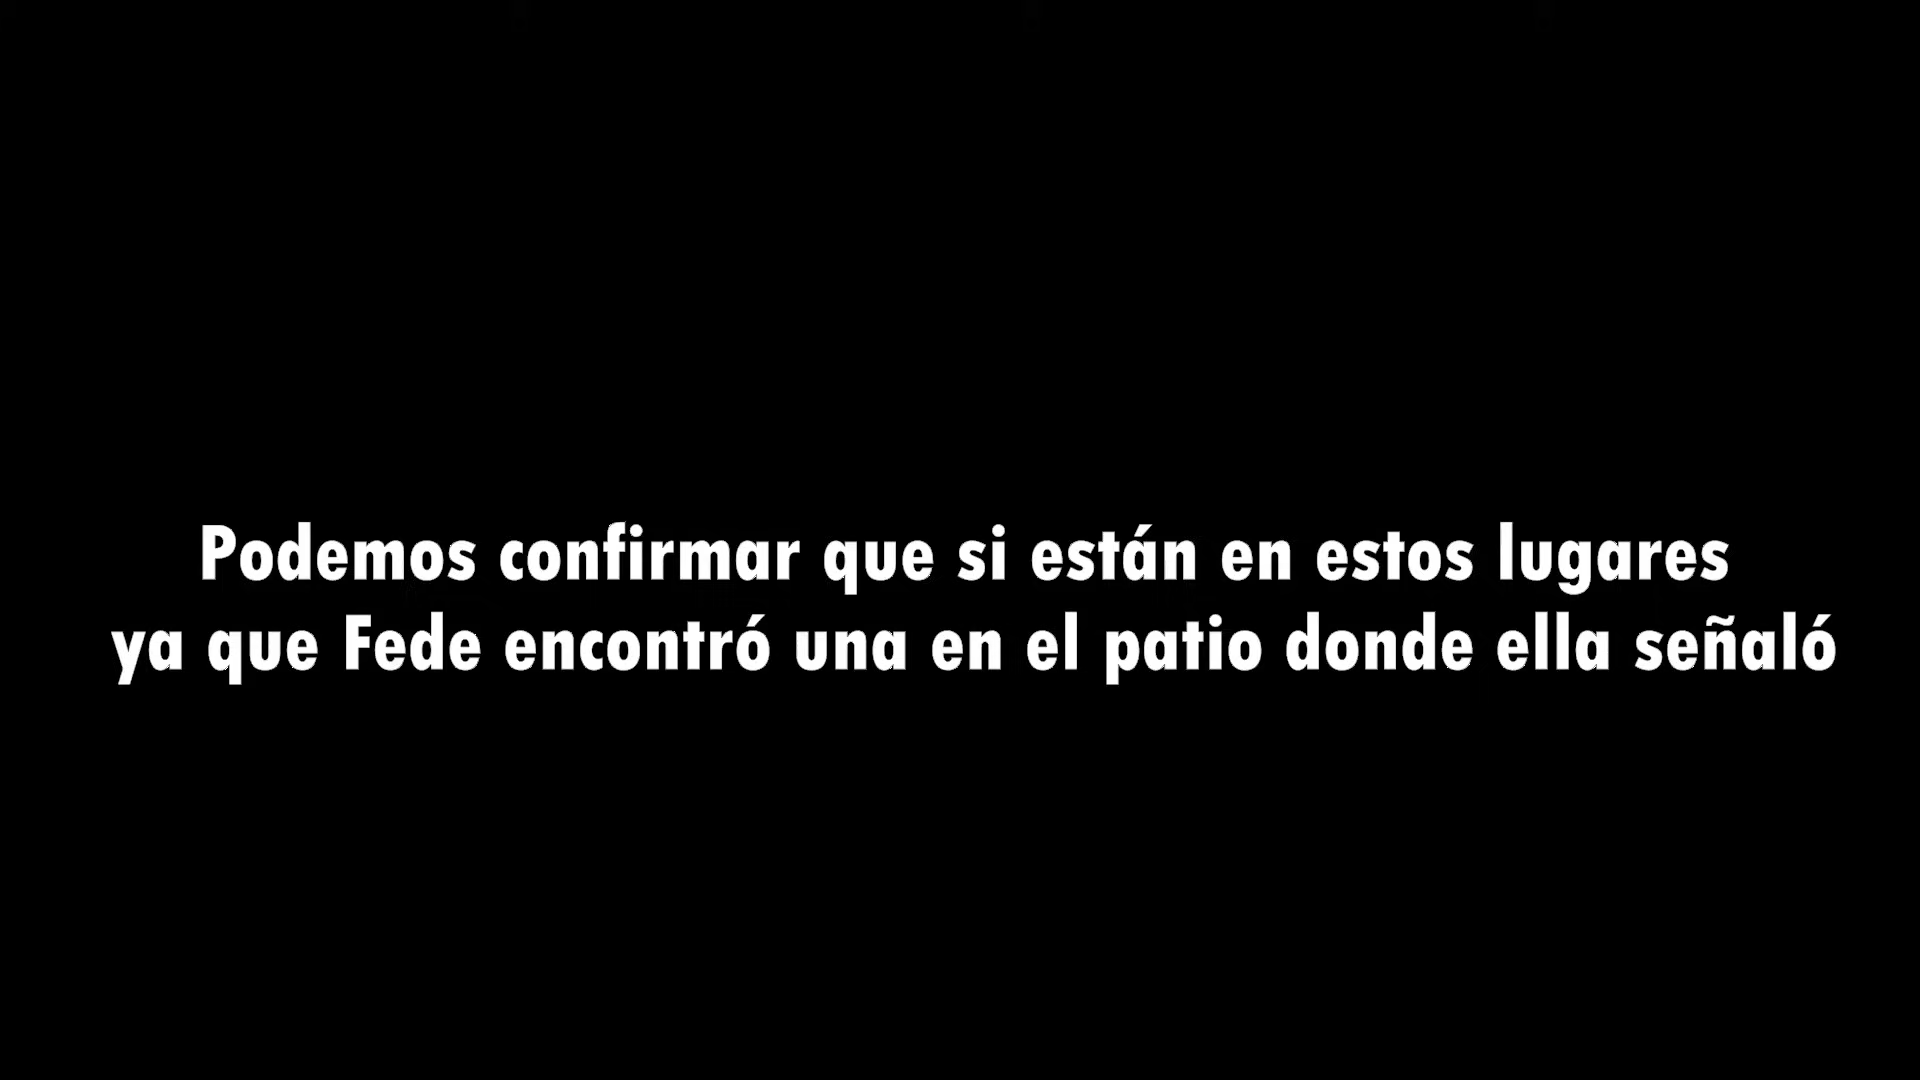 Podemos confirmar que si están en estos lugares
ya que Fede encontró una en el patio donde ella señaló